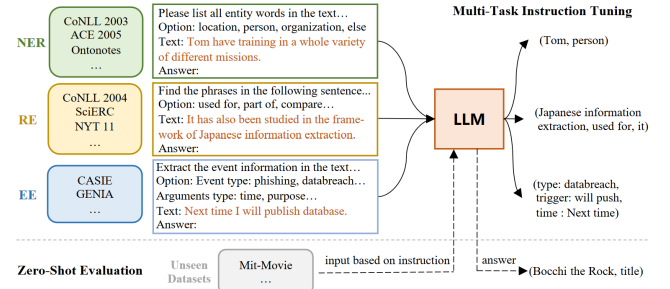 Multi-Task Instruction Tuning
NER
CoNLL 2003
ACE 2005
Ontonotes
…
Please list all entity words in the text…
Option: location, person, organization, else
Text: Tom have training in a whole variety
of different missions.
Answer:
(Tom, person)
RE
CoNLL 2004
SciERC
NYT 11
…
Find the phrases in the following sentence...
Option: used for, part of, compare…
Text: It has also been studied in the frame-
work of Japanese information extraction.
Answer:
LLM
(Japanese information
extraction, used for, it)
EE
CASIE
GENIA
…
Extract the event information in the text…
Option: Event type: phishing, databreach…
Arguments type: time, purpose…
Text: Next time I will publish database.
Answer:
(type: databreach,
trigger: will push,
time : Next time)
Zero-Shot Evaluation
Unseen
Datasets
Mit-Movie
…
input based on instruction
answer
(Bocchi the Rock, title)